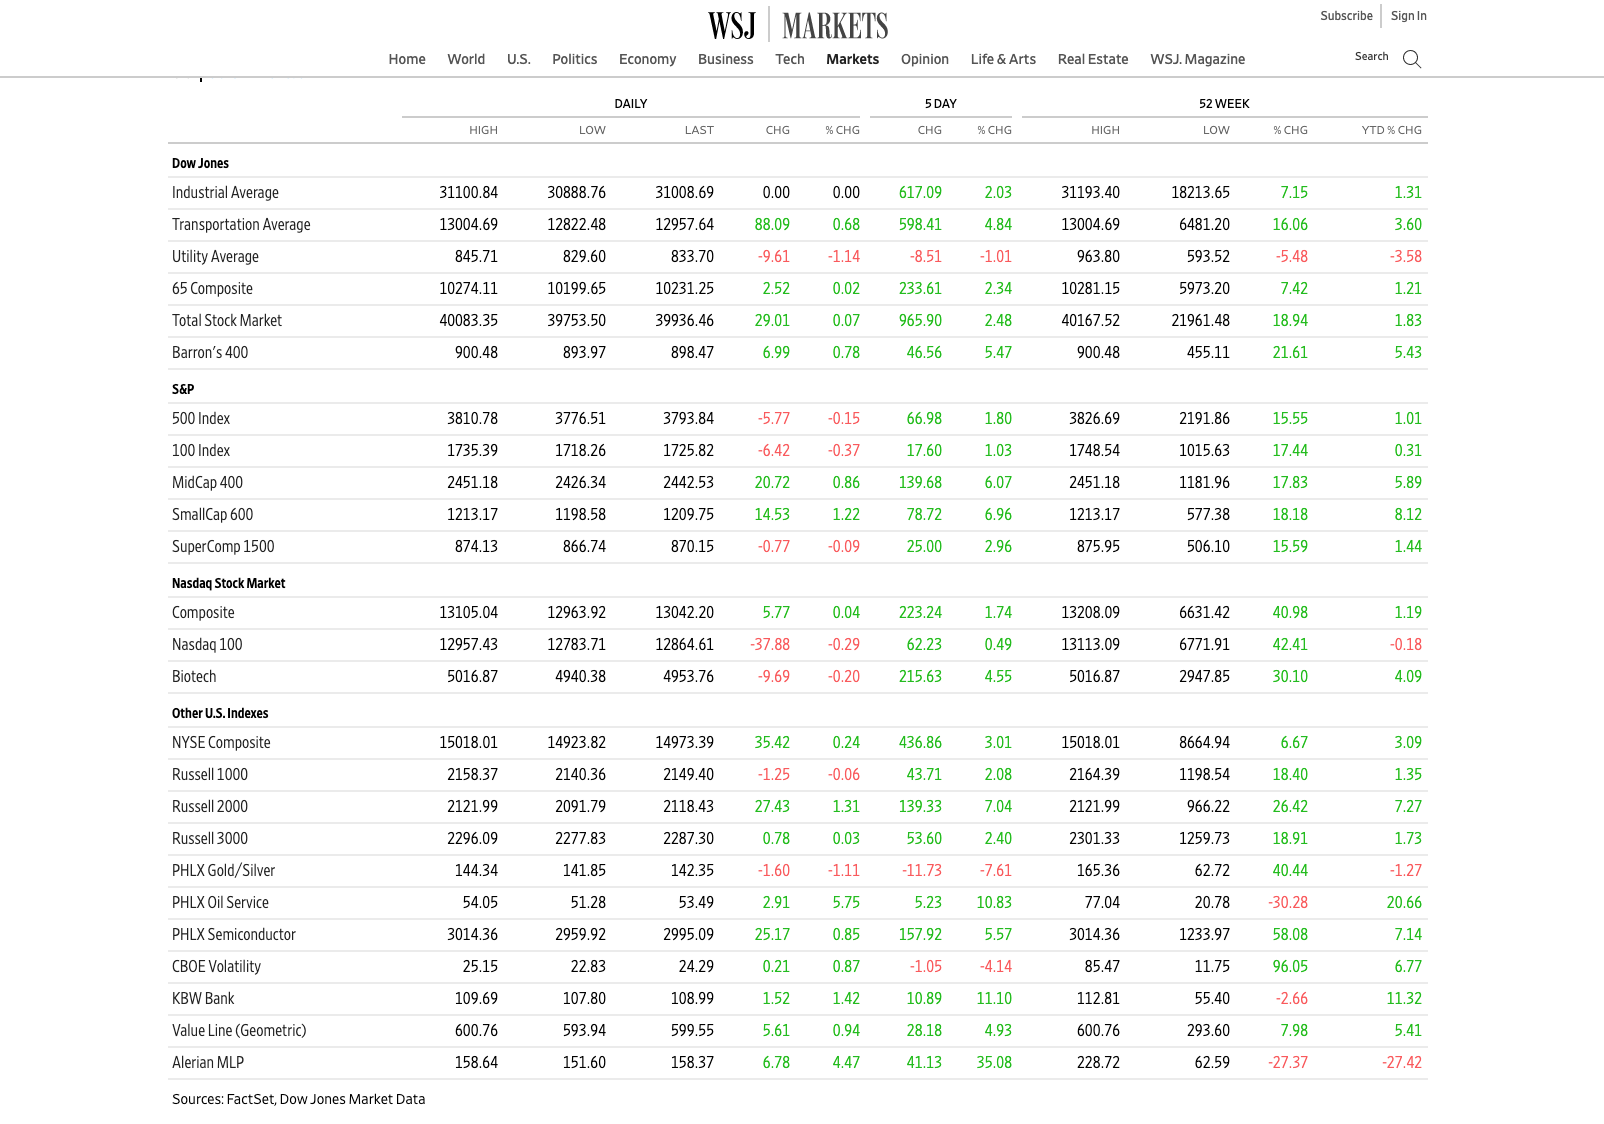 WSJ MARKETS
Subscribe Sign In
Home World U.S. Politics Economy Business Tech Markets Opinion Life & Arts Real Estate WSJ. Magazine Search
DAILY 5 DAY 52 WEEK
HIGH LOW LAST CHG % CHG CHG % CHG HIGH LOW % CHG YTD % CHG
Dow Jones
Industrial Average 31100.84 30888.76 31008.69 0.00 0.00 617.09 2.03 31193.40 18213.65 7.15 1.31
Transportation Average 13004.69 12822.48 12957.64 88.09 0.68 598.41 4.84 13004.69 6481.20 16.06 3.60
Utility Average 845.71 829.60 833.70 -9.61 -1.14 -8.51 -1.01 963.80 593.52 -5.48 -3.58
65 Composite 10274.11 10199.65 10231.25 2.52 0.02 233.61 2.34 10281.15 5973.20 7.42 1.21
Total Stock Market 40083.35 39753.50 39936.46 29.01 0.07 965.90 2.48 40167.52 21961.48 18.94 1.83
Barron's 400 900.48 893.97 898.47 6.99 0.78 46.56 5.47 900.48 455.11 21.61 5.43
S&P
500 Index 3810.78 3776.51 3793.84 -5.77 -0.15 66.98 1.80 3826.69 2191.86 15.55 1.01
100 Index 1735.39 1718.26 1725.82 -6.42 -0.37 17.60 1.03 1748.54 1015.63 17.44 0.31
MidCap 400 2451.18 2426.34 2442.53 20.72 0.86 139.68 6.07 2451.18 1181.96 17.83 5.89
SmallCap 600 1213.17 1198.58 1209.75 14.53 1.22 78.72 6.96 1213.17 577.38 18.18 8.12
SuperComp 1500 874.13 866.74 870.15 -0.77 -0.09 25.00 2.96 875.95 506.10 15.59 1.44
Nasdaq Stock Market
Composite 13105.04 12963.92 13042.20 5.77 0.04 223.24 1.74 13208.09 6631.42 40.98 1.19
Nasdaq 100 12957.43 12783.71 12864.61 -37.88 -0.29 62.23 0.49 13113.09 6771.91 42.41 -0.18
Biotech 5016.87 4940.38 4953.76 -9.69 -0.20 215.63 4.55 5016.87 2947.85 30.10 4.09
Other U.S. Indexes
NYSE Composite 15018.01 14923.82 14973.39 35.42 0.24 436.86 3.01 15018.01 8664.94 6.67 3.09
Russell 1000 2158.37 2140.36 2149.40 -1.25 -0.06 43.71 2.08 2164.39 1198.54 18.40 1.35
Russell 2000 2121.99 2091.79 2118.43 27.43 1.31 139.33 7.04 2121.99 966.22 26.42 7.27
Russell 3000 2296.09 2277.83 2287.30 0.78 0.03 53.60 2.40 2301.33 1259.73 18.91 1.73
PHLX Gold/Silver 144.34 141.85 142.35 -1.60 -1.11 -11.73 -7.61 165.36 62.72 40.44 -1.27
PHLX Oil Service 54.05 51.28 53.49 2.91 5.75 5.23 10.83 77.04 20.78 -30.28 20.66
PHLX Semiconductor 3014.36 2959.92 2995.09 25.17 0.85 157.92 5.57 3014.36 1233.97 58.08 7.14
CBOE Volatility 25.15 22.83 24.29 0.21 0.87 -1.05 -4.14 85.47 11.75 96.05 6.77
KBW Bank 109.69 107.80 108.99 1.52 1.42 10.89 11.10 112.81 55.40 -2.66 11.32
Value Line (Geometric) 600.76 593.94 599.55 5.61 0.94 28.18 4.93 600.76 293.60 7.98 5.41
Alerian MLP 158.64 151.60 158.37 6.78 4.47 41.13 35.08 228.72 62.59 -27.37 -27.42
Sources: FactSet, Dow Jones Market Data